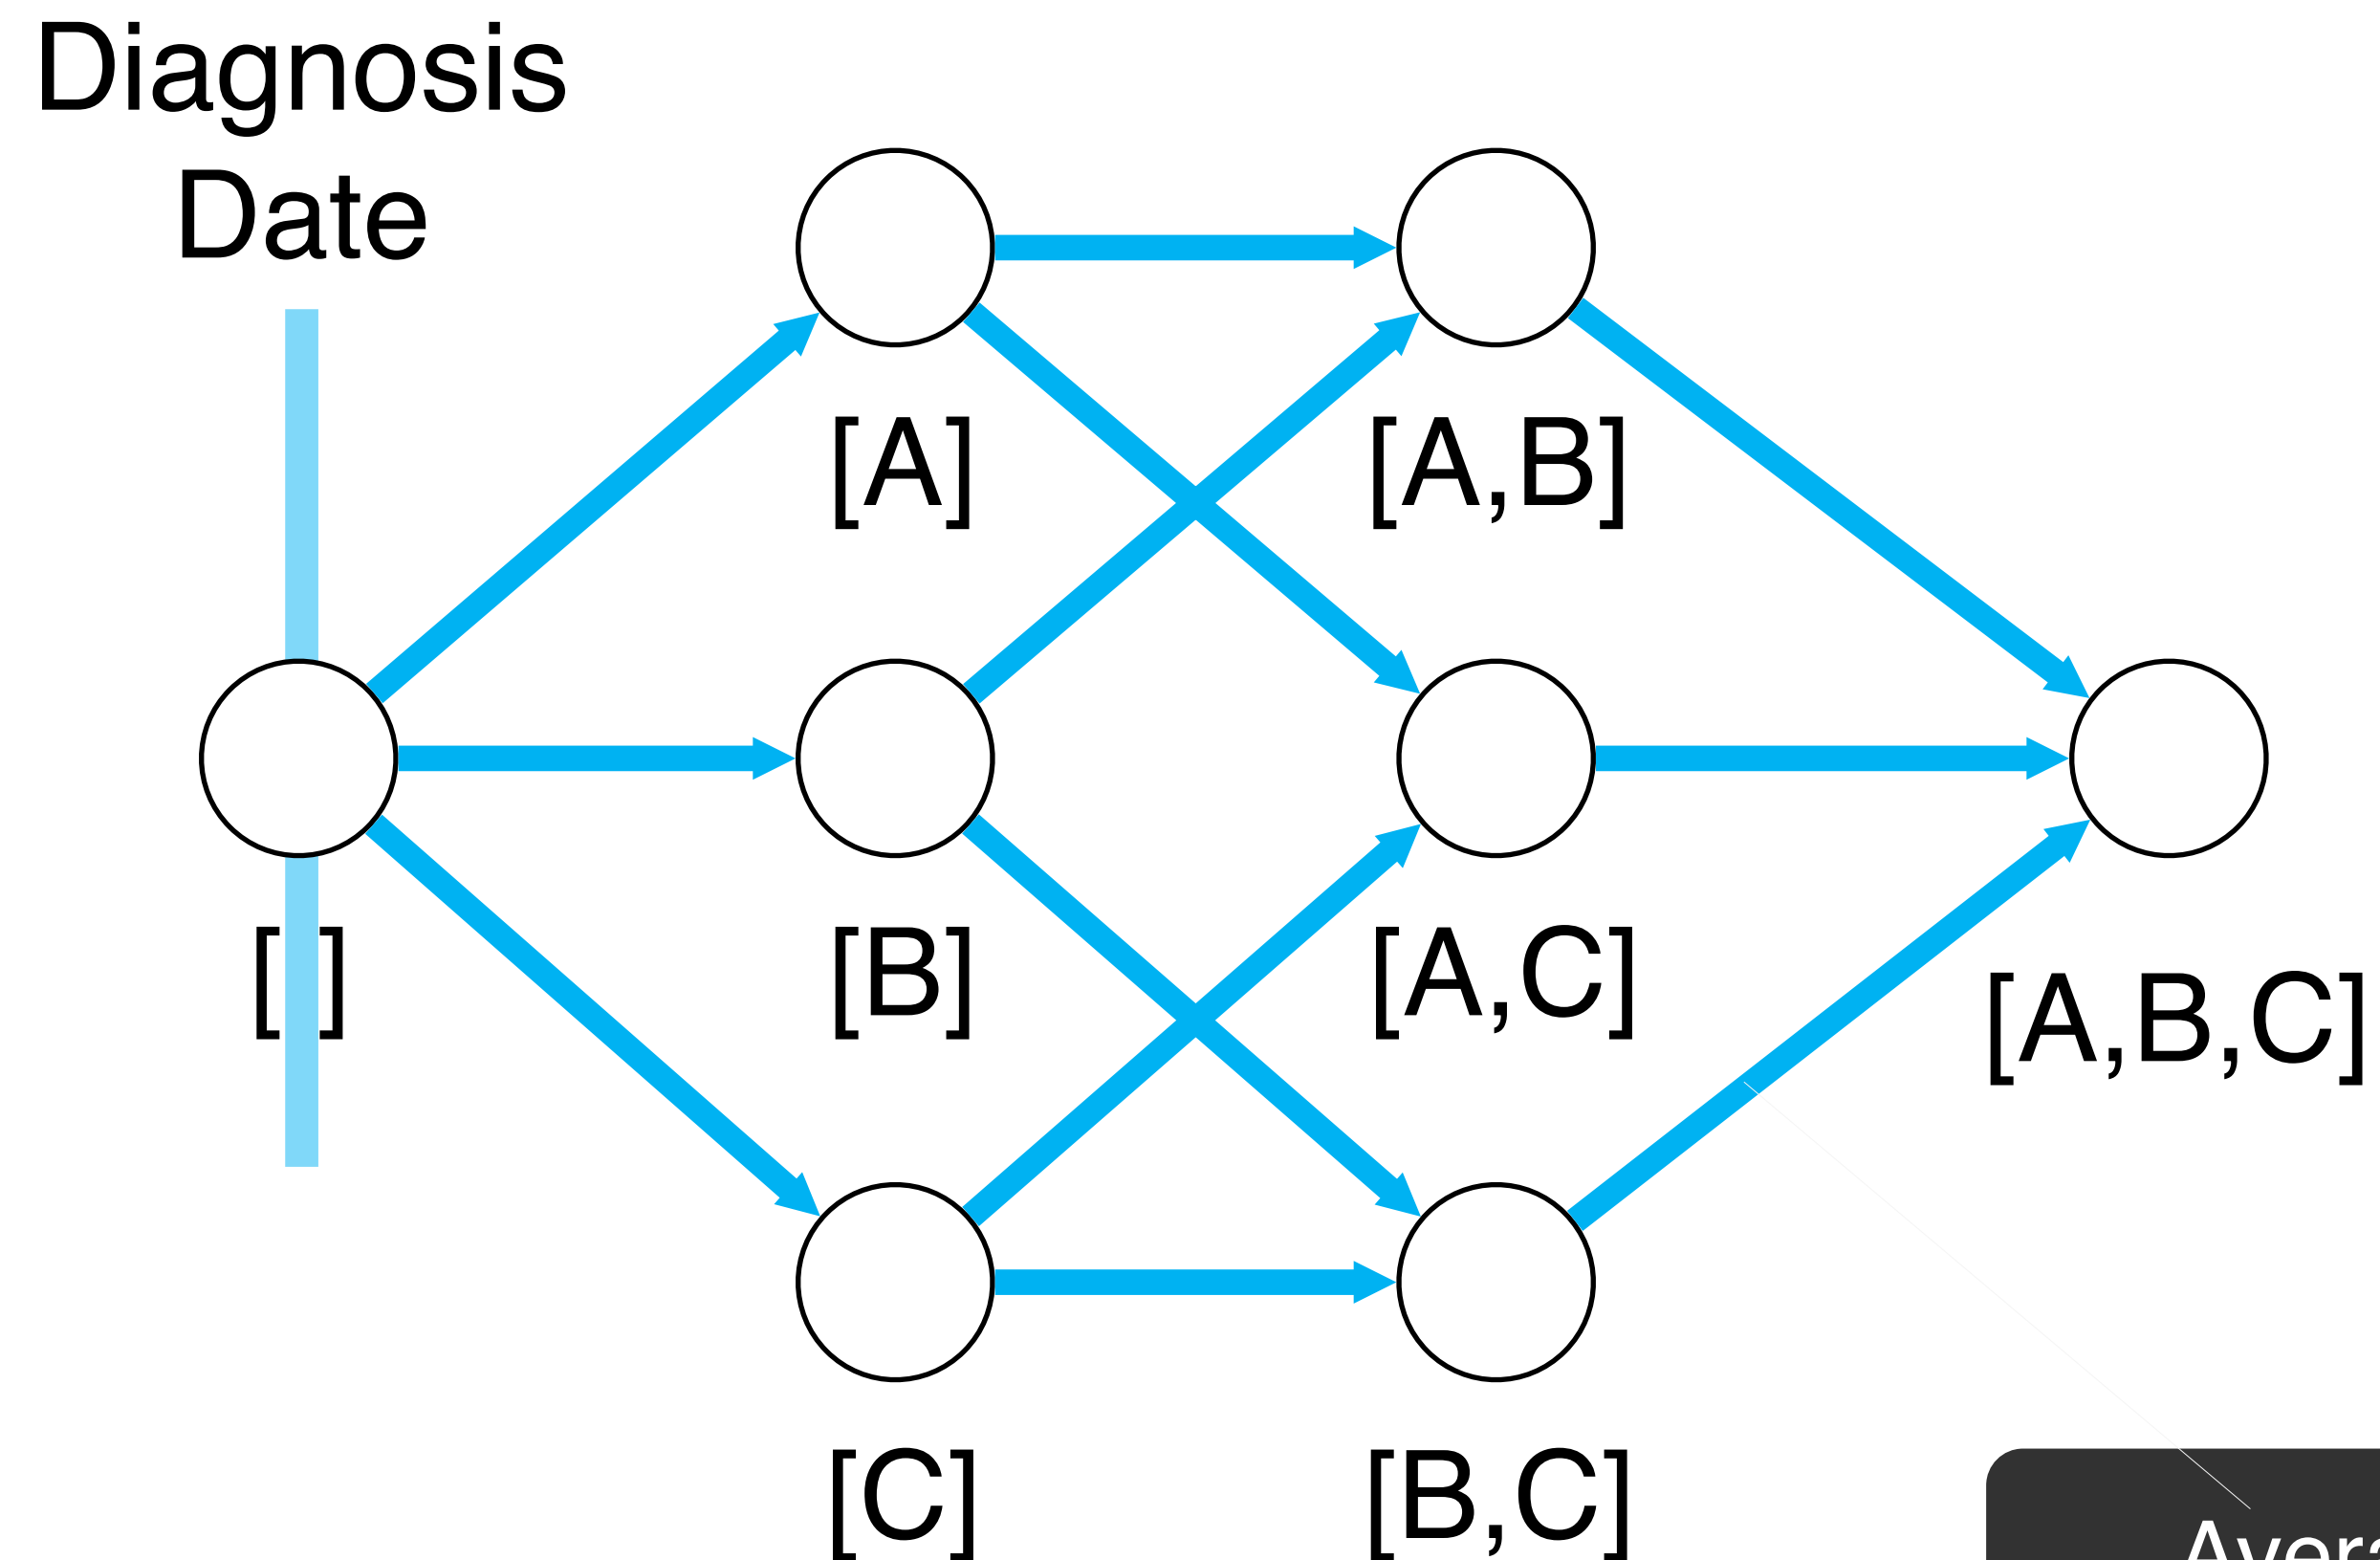 Diagnosis
Date
[A]
[A,B]
[ ]
[B]
[A,C]
[A,B,C]
[C]
[B,C]